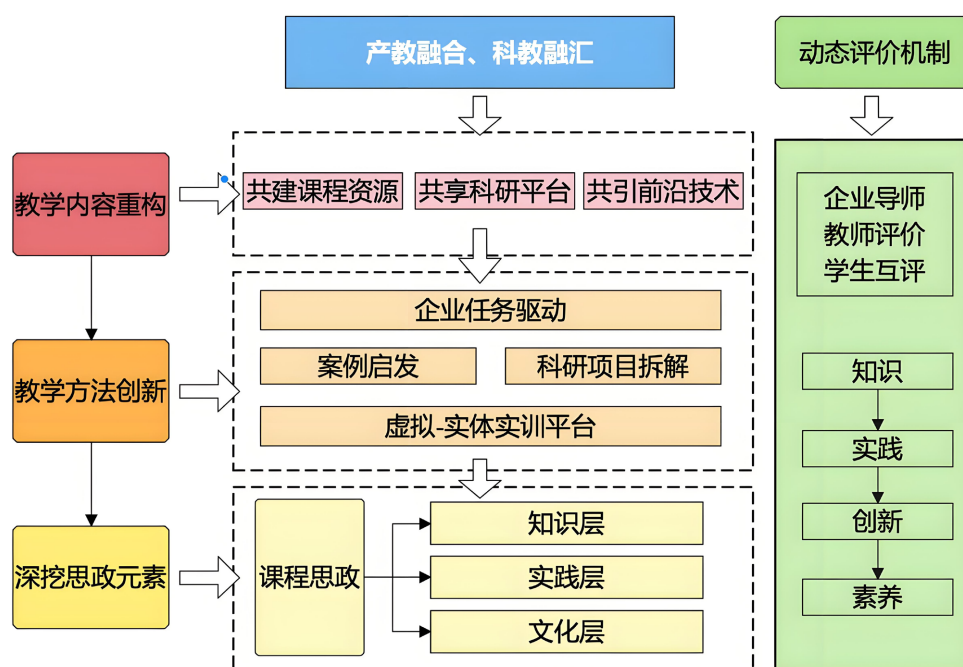 产教融合、科教融汇
动态评价机制
教学内容重构
共建课程资源
共享科研平台
共引前沿技术
企业导师
教师评价
学生互评
教学方法创新
企业任务驱动
案例启发
科研项目拆解
虚拟-实体实训平台
知识
实践
创新
素养
深挖思政元素
课程思政
知识层
实践层
文化层